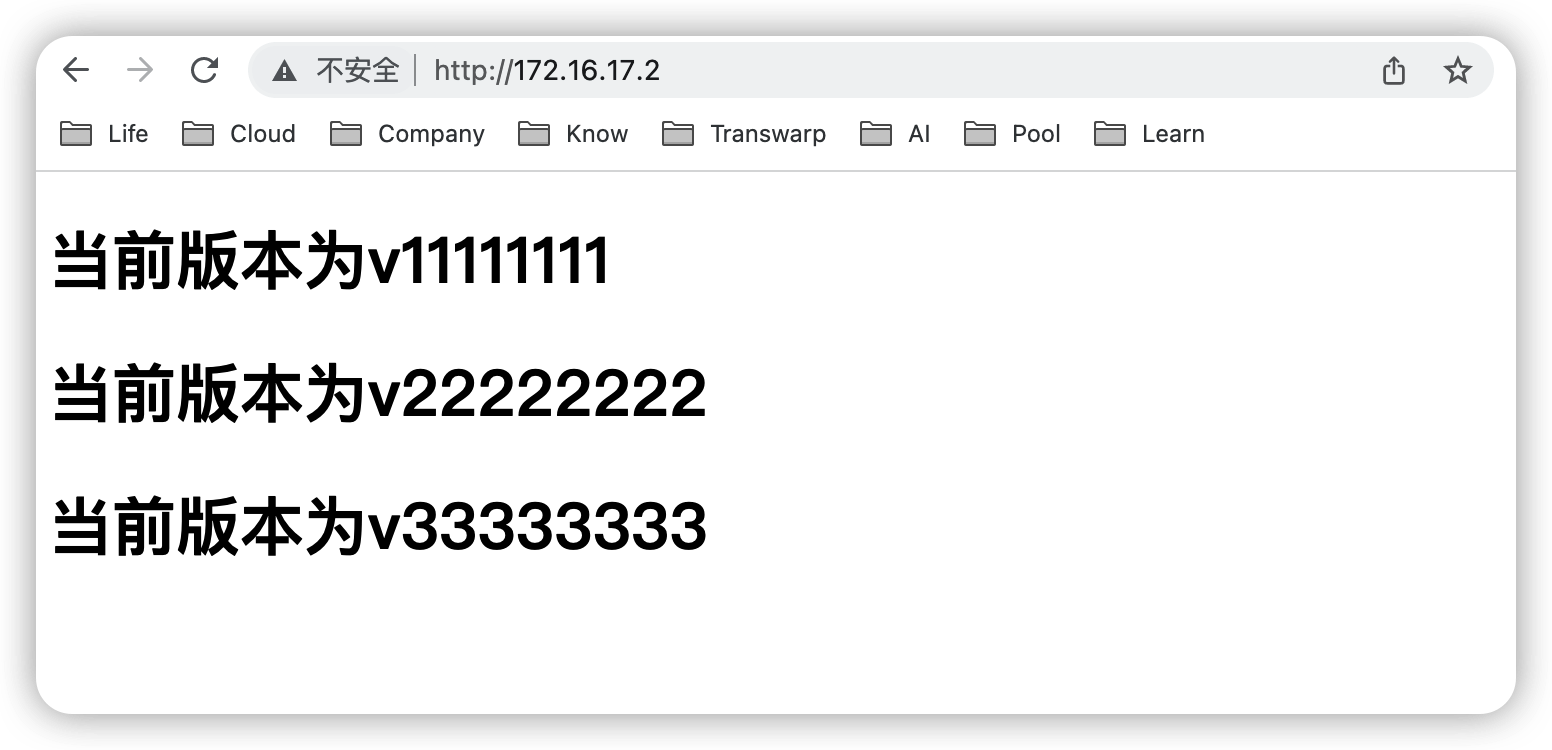 不安全 http://172.16.17.2
Life Cloud Company Know Transwarp AI Pool Learn
当前版本为v11111111
当前版本为v22222222
当前版本为v33333333